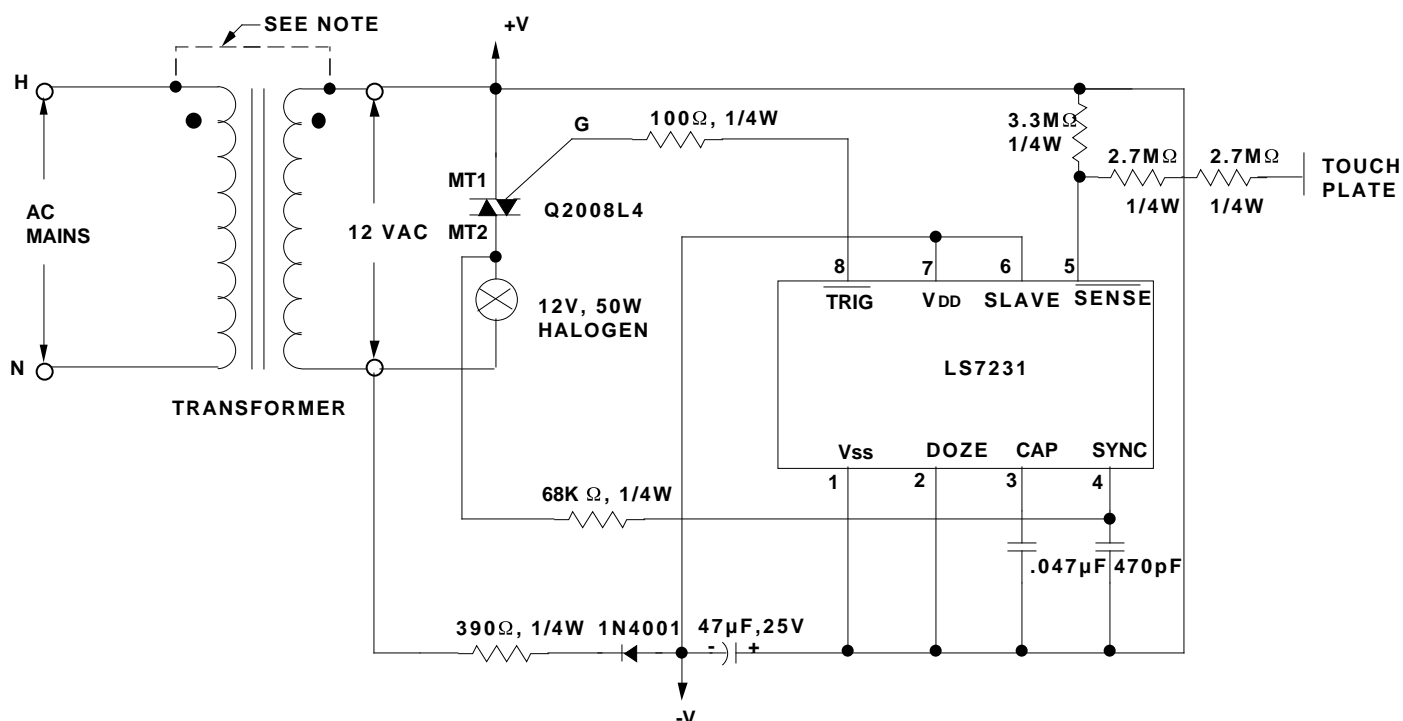 SEE NOTE
+V
H
G
100Ω, 1/4W
3.3MΩ
1/4W
2.7MΩ
1/4W
2.7MΩ
1/4W
TOUCH
PLATE
MT1
MT2
Q2008L4
AC
MAINS
12 VAC
12V, 50W
HALOGEN
8
7
6
5
TRIG
VDD
SLAVE
SENSE
LS7231
N
TRANSFORMER
Vss
DOZE
CAP
SYNC
1
2
3
4
68K Ω, 1/4W
.047µF
470pF
390Ω, 1/4W
1N4001
47µF,25V
-
+
-V